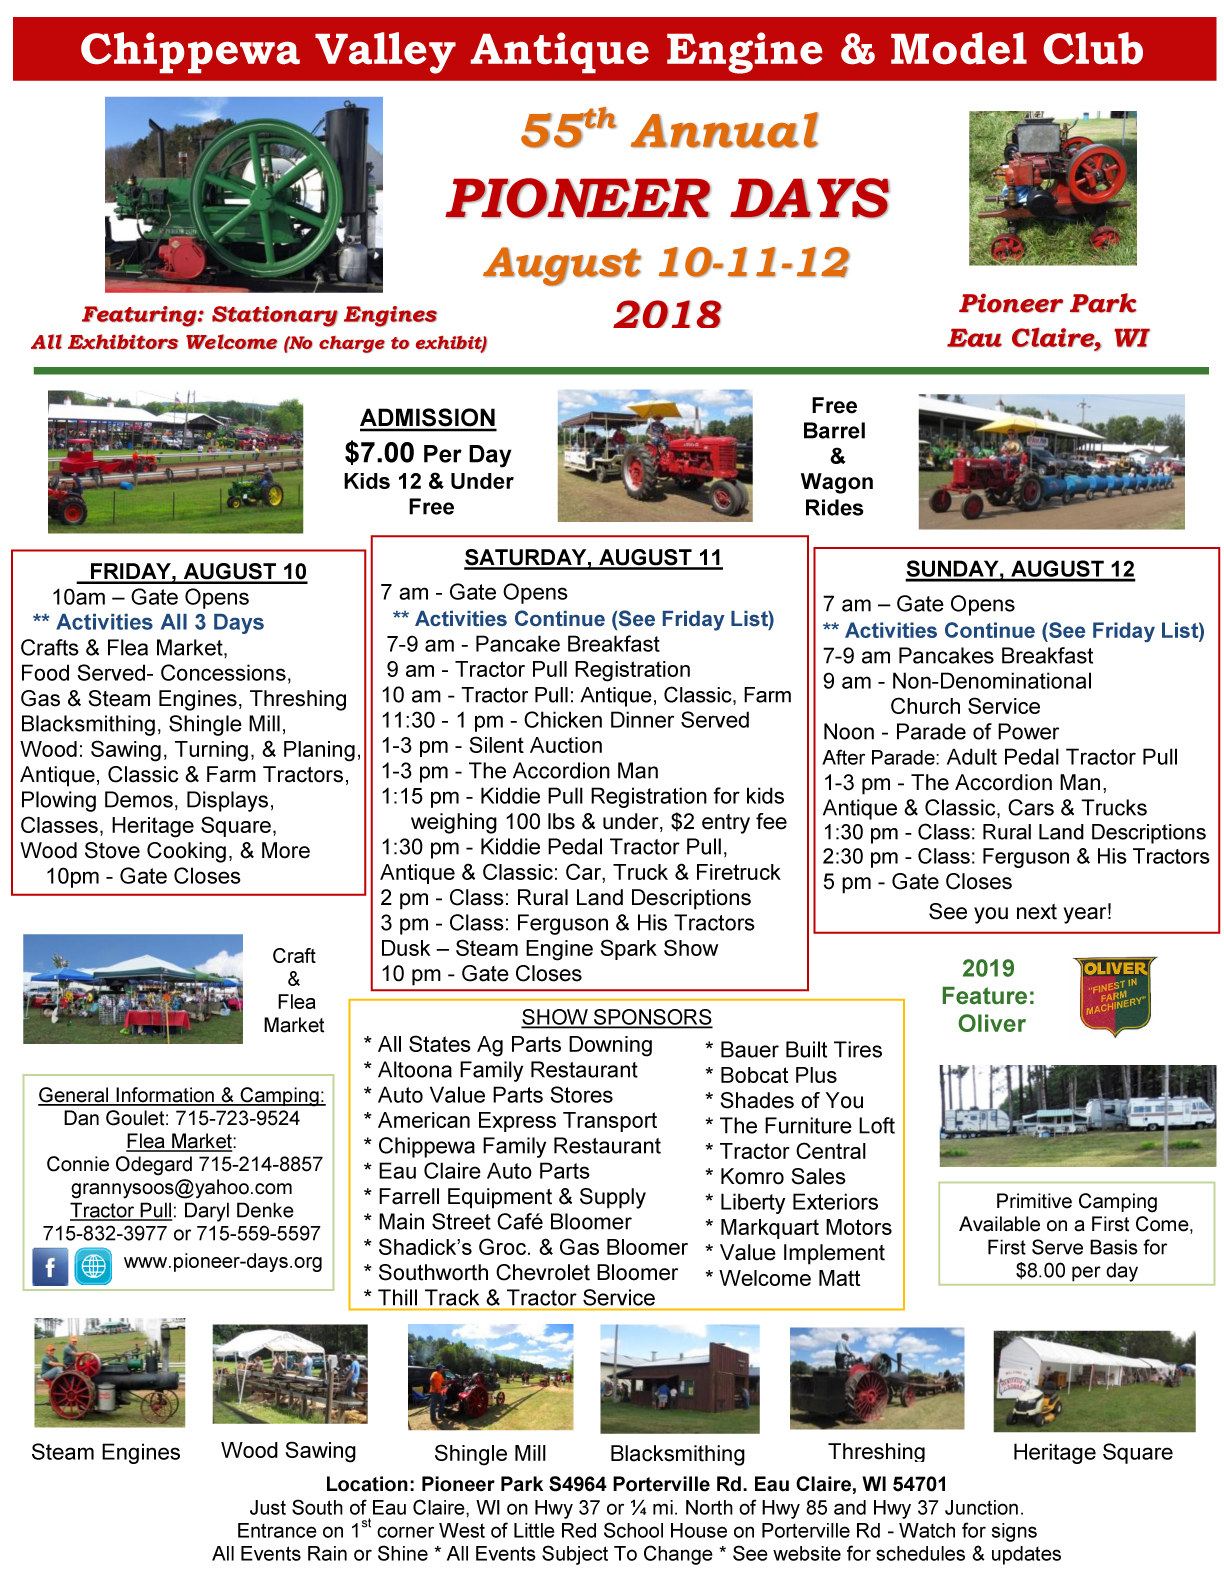 Chippewa Valley Antique Engine & Model Club
55th Annual
PIONEER DAYS
August 10-11-12
2018
Featuring: Stationary Engines
All Exhibitors Welcome (No charge to exhibit)
Pioneer Park
Eau Claire, WI
ADMISSION
$7.00 Per Day
Kids 12 & Under
Free
Free
Barrel
&
Wagon
Rides
FRIDAY, AUGUST 10
10am – Gate Opens
** Activities All 3 Days
Crafts & Flea Market,
Food Served- Concessions,
Gas & Steam Engines, Threshing
Blacksmithing, Shingle Mill,
Wood: Sawing, Turning, & Planing,
Antique, Classic & Farm Tractors,
Plowing Demos, Displays,
Classes, Heritage Square,
Wood Stove Cooking, & More
10pm - Gate Closes
SATURDAY, AUGUST 11
7 am - Gate Opens
** Activities Continue (See Friday List)
7-9 am - Pancake Breakfast
9 am - Tractor Pull Registration
10 am - Tractor Pull: Antique, Classic, Farm
11:30 - 1 pm - Chicken Dinner Served
1-3 pm - Silent Auction
1-3 pm - The Accordion Man
1:15 pm - Kiddie Pull Registration for kids
weighing 100 lbs & under, $2 entry fee
1:30 pm - Kiddie Pedal Tractor Pull,
Antique & Classic: Car, Truck & Firetruck
2 pm - Class: Rural Land Descriptions
3 pm - Class: Ferguson & His Tractors
Dusk – Steam Engine Spark Show
10 pm - Gate Closes
SUNDAY, AUGUST 12
7 am – Gate Opens
** Activities Continue (See Friday List)
7-9 am Pancakes Breakfast
9 am - Non-Denominational
Church Service
Noon - Parade of Power
After Parade: Adult Pedal Tractor Pull
1-3 pm - The Accordion Man,
Antique & Classic, Cars & Trucks
1:30 pm - Class: Rural Land Descriptions
2:30 pm - Class: Ferguson & His Tractors
5 pm - Gate Closes
See you next year!
Craft
&
Flea
Market
2019
Feature:
Oliver
OLIVER
"FINEST IN
FARM
MACHINERY"
SHOW SPONSORS
* All States Ag Parts Downing
* Altoona Family Restaurant
* Auto Value Parts Stores
* American Express Transport
* Chippewa Family Restaurant
* Eau Claire Auto Parts
* Farrell Equipment & Supply
* Main Street Café Bloomer
* Shadick's Groc. & Gas Bloomer
* Southworth Chevrolet Bloomer
* Thill Track & Tractor Service
* Bauer Built Tires
* Bobcat Plus
* Shades of You
* The Furniture Loft
* Tractor Central
* Komro Sales
* Liberty Exteriors
* Markquart Motors
* Value Implement
* Welcome Matt
General Information & Camping:
Dan Goulet: 715-723-9524
Flea Market:
Connie Odegard 715-214-8857
grannysoos@yahoo.com
Tractor Pull: Daryl Denke
715-832-3977 or 715-559-5597
f
www.pioneer-days.org
Primitive Camping
Available on a First Come,
First Serve Basis for
$8.00 per day
Steam Engines
Wood Sawing
Shingle Mill
Blacksmithing
Threshing
Heritage Square
Location: Pioneer Park S4964 Porterville Rd. Eau Claire, WI 54701
Just South of Eau Claire, WI on Hwy 37 or ¼ mi. North of Hwy 85 and Hwy 37 Junction.
Entrance on 1st corner West of Little Red School House on Porterville Rd - Watch for signs
All Events Rain or Shine * All Events Subject To Change * See website for schedules & updates